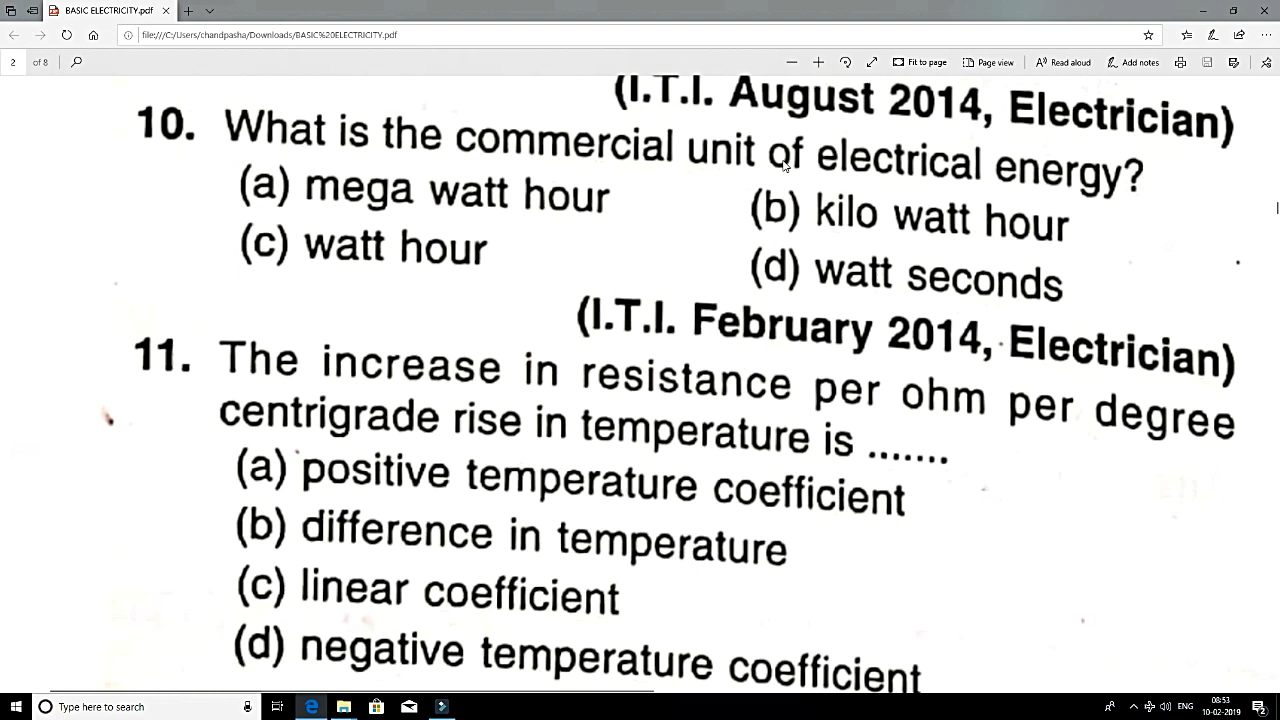 BASIC ELECTRICITY.pdf
file:///C:/Users/chandpasha/Downloads/BASIC%20ELECTRICITY.pdf
2 of 8
Fit to page
Page view
Read aloud
Add notes
(I.T.I. August 2014, Electrician)
10. What is the commercial unit of electrical energy?
(a) mega watt hour (b) kilo watt hour
(c) watt hour (d) watt seconds
(I.T.I. February 2014, Electrician)
11. The increase in resistance per ohm per degree
centrigrade rise in temperature is .......
(a) positive temperature coefficient
(b) difference in temperature
(c) linear coefficient
(d) negative temperature coefficient
Type here to search
ENG
08:53
10-02-2019